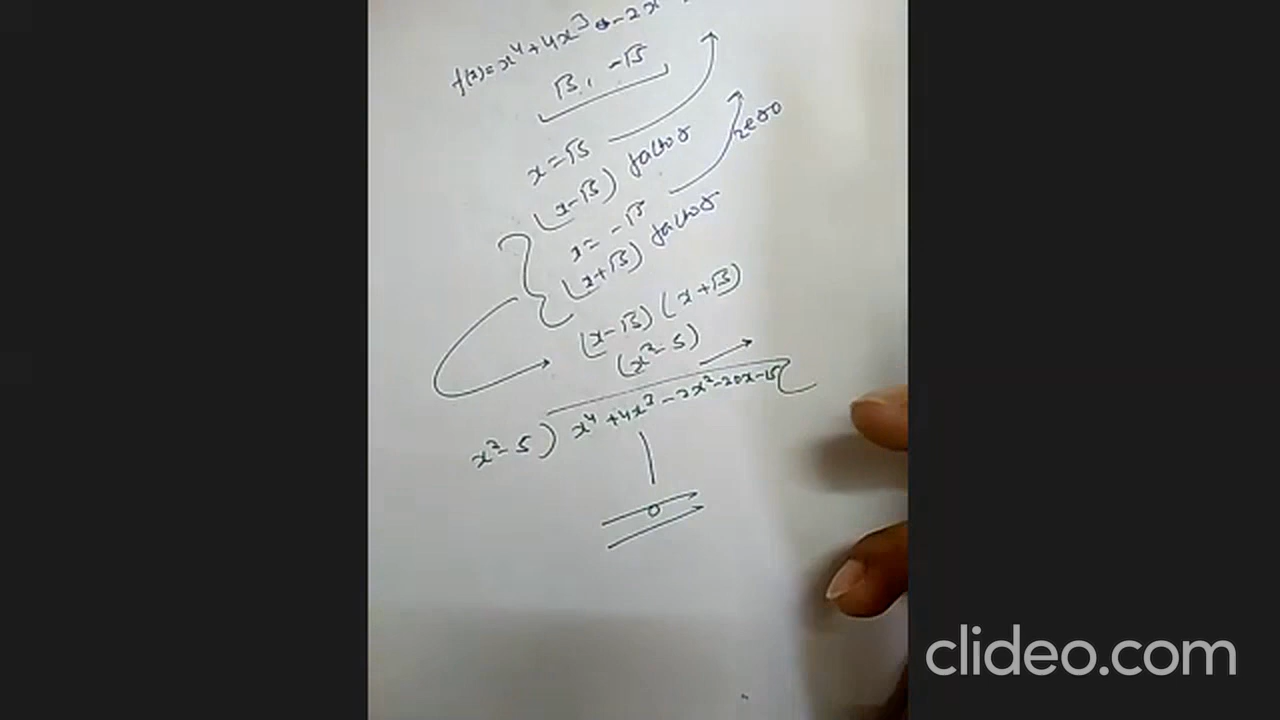 f(x)= x⁴+4x³ - 2x
√5, -√5
x=√5
(x-√5) factor
x= -√5 zero
(x+√5) factor
(x-√5) (x+√5)
(x²-5)
x²-5) x⁴ +4x³ - 2x² -20x-15
0
clideo.com